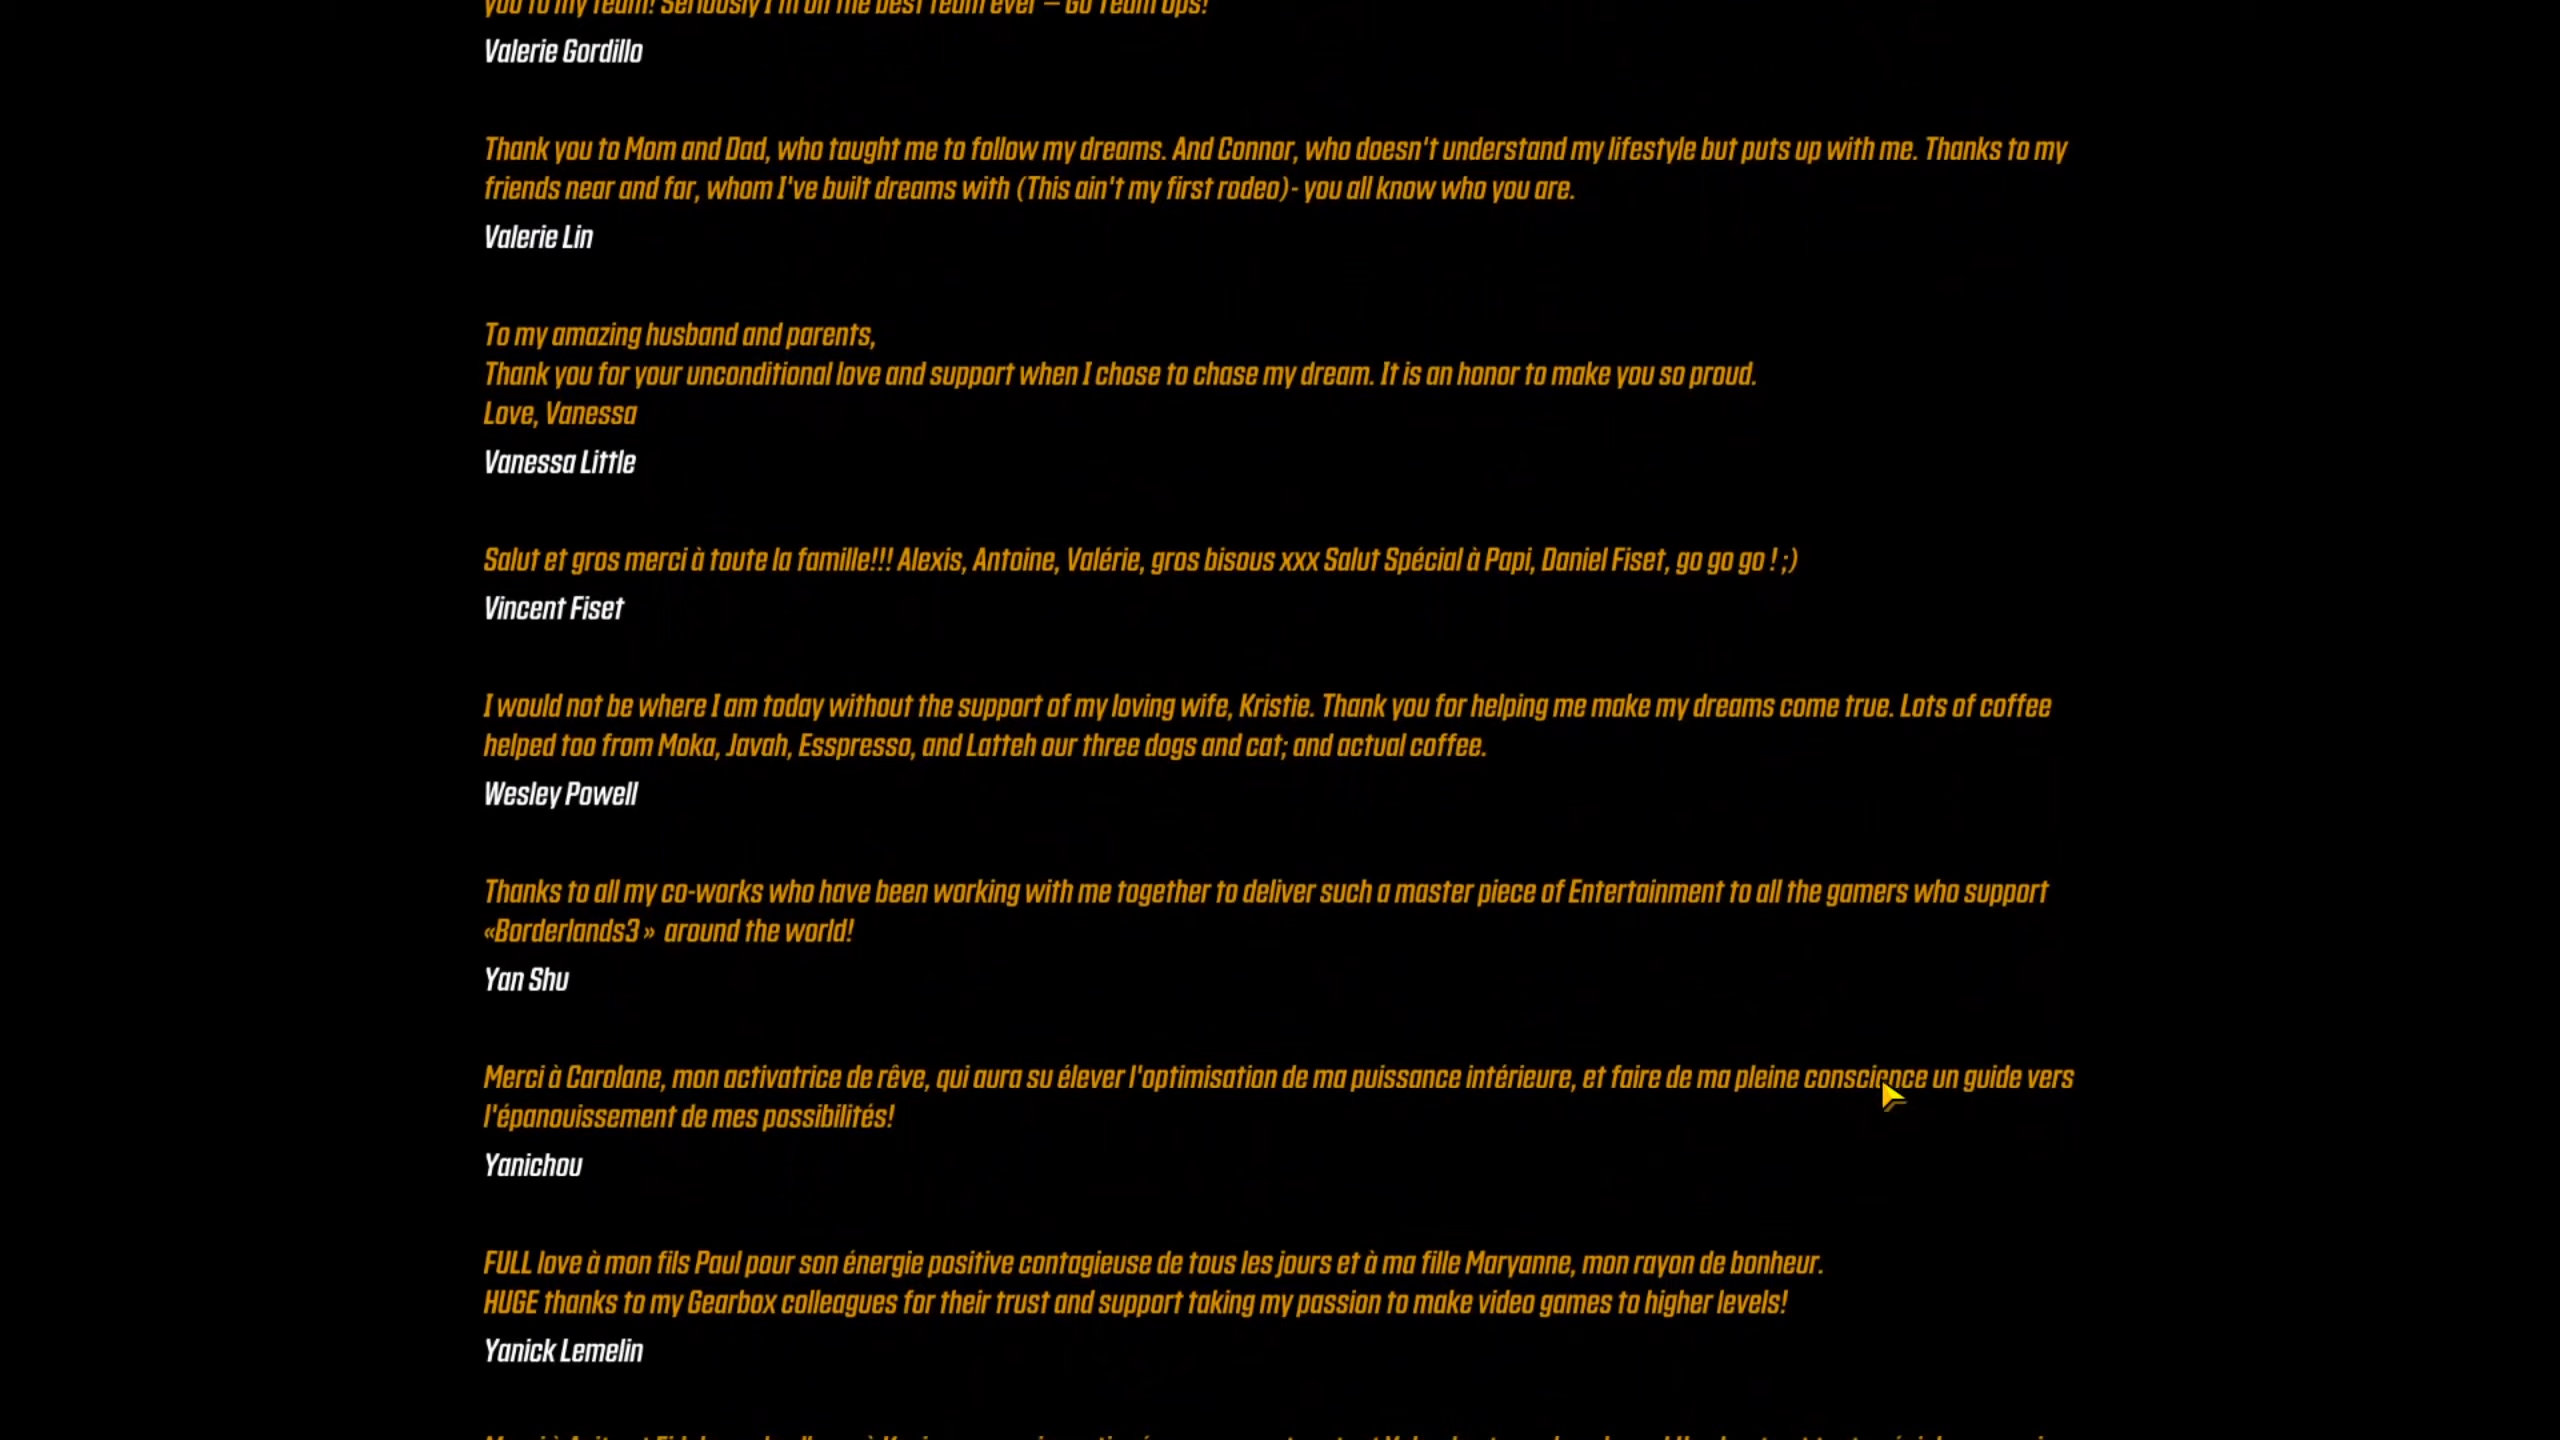 you to my team! Seriously I'm on the best team ever – Go Team Ops!
Valerie Gordillo
Thank you to Mom and Dad, who taught me to follow my dreams. And Connor, who doesn't understand my lifestyle but puts up with me. Thanks to my
friends near and far, whom I've built dreams with (This ain't my first rodeo)- you all know who you are.
Valerie Lin
To my amazing husband and parents,
Thank you for your unconditional love and support when I chose to chase my dream. It is an honor to make you so proud.
Love, Vanessa
Vanessa Little
Salut et gros merci à toute la famille!!! Alexis, Antoine, Valérie, gros bisous xxx Salut Spécial à Papi, Daniel Fiset, go go go ! ;)
Vincent Fiset
I would not be where I am today without the support of my loving wife, Kristie. Thank you for helping me make my dreams come true. Lots of coffee
helped too from Moka, Javah, Esspresso, and Latteh our three dogs and cat; and actual coffee.
Wesley Powell
Thanks to all my co-works who have been working with me together to deliver such a master piece of Entertainment to all the gamers who support
«Borderlands3 » around the world!
Yan Shu
Merci à Carolane, mon activatrice de rêve, qui aura su élever l'optimisation de ma puissance intérieure, et faire de ma pleine conscience un guide vers
l'épanouissement de mes possibilités!
Yanichou
FULL love à mon fils Paul pour son énergie positive contagieuse de tous les jours et à ma fille Maryanne, mon rayon de bonheur.
HUGE thanks to my Gearbox colleagues for their trust and support taking my passion to make video games to higher levels!
Yanick Lemelin